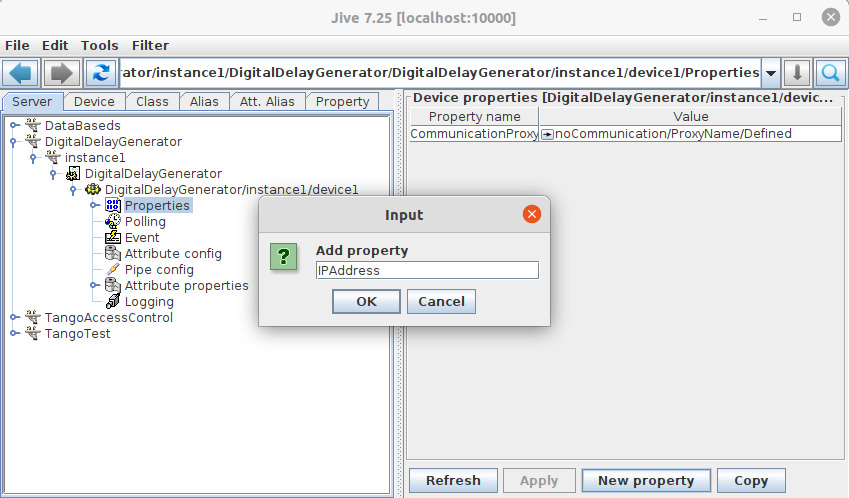 Jive 7.25 [localhost:10000]
File Edit Tools Filter
ator/instance1/DigitalDelayGenerator/DigitalDelayGenerator/instance1/device1/Properties
Server Device Class Alias Att. Alias Property
DataBaseds
DigitalDelayGenerator
instance1
DigitalDelayGenerator
DigitalDelayGenerator/instance1/device1
Properties
Polling
Event
Attribute config
Pipe config
Attribute properties
Logging
TangoAccessControl
TangoTest
Device properties [DigitalDelayGenerator/instance1/devic...
Property name Value
CommunicationProxy noCommunication/ProxyName/Defined
Input
Add property
IPAddress
OK Cancel
Refresh Apply New property Copy